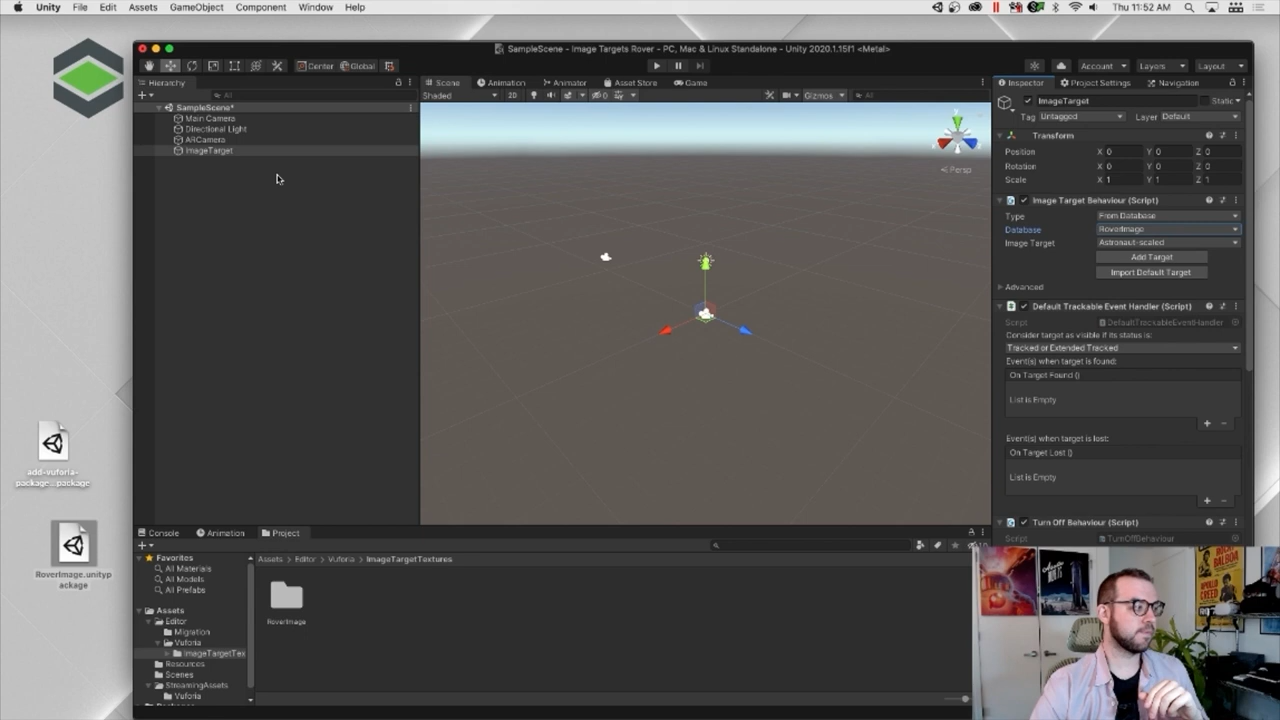 Unity File Edit Assets GameObject Component Window Help
Thu 11:52 AM
SampleScene - Image Targets Rover - PC, Mac & Linux Standalone - Unity 2020.1.15f1 <Metal>
Center Global
Account Layers Layout
Hierarchy
All
SampleScene*
Main Camera
Directional Light
ARCamera
ImageTarget
Scene Animation Animator Asset Store Game
Shaded 2D 0 Gizmos All
Persp
Inspector Project Settings Navigation
ImageTarget Static
Tag Untagged Layer Default
Transform
Position X 0 Y 0 Z 0
Rotation X 0 Y 0 Z 0
Scale X 1 Y 1 Z 1
Image Target Behaviour (Script)
Type From Database
Database RoverImage
Image Target Astronaut-scaled
Add Target
Import Default Target
Advanced
Default Trackable Event Handler (Script)
Script DefaultTrackableEventHandler
Consider target as visible if its status is:
Tracked or Extended Tracked
Event(s) when target is found:
On Target Found ()
List is Empty
Event(s) when target is lost:
On Target Lost ()
List is Empty
Turn Off Behaviour (Script)
Script TurnOffBehaviour
add-vuforia-
package...package
RoverImage.unityp
ackage
Console Animation Project
Favorites
All Materials
All Models
All Prefabs
Assets
Editor
Migration
Vuforia
ImageTargetTex
Resources
Scenes
StreamingAssets
Vuforia
Assets > Editor > Vuforia > ImageTargetTextures
RoverImage